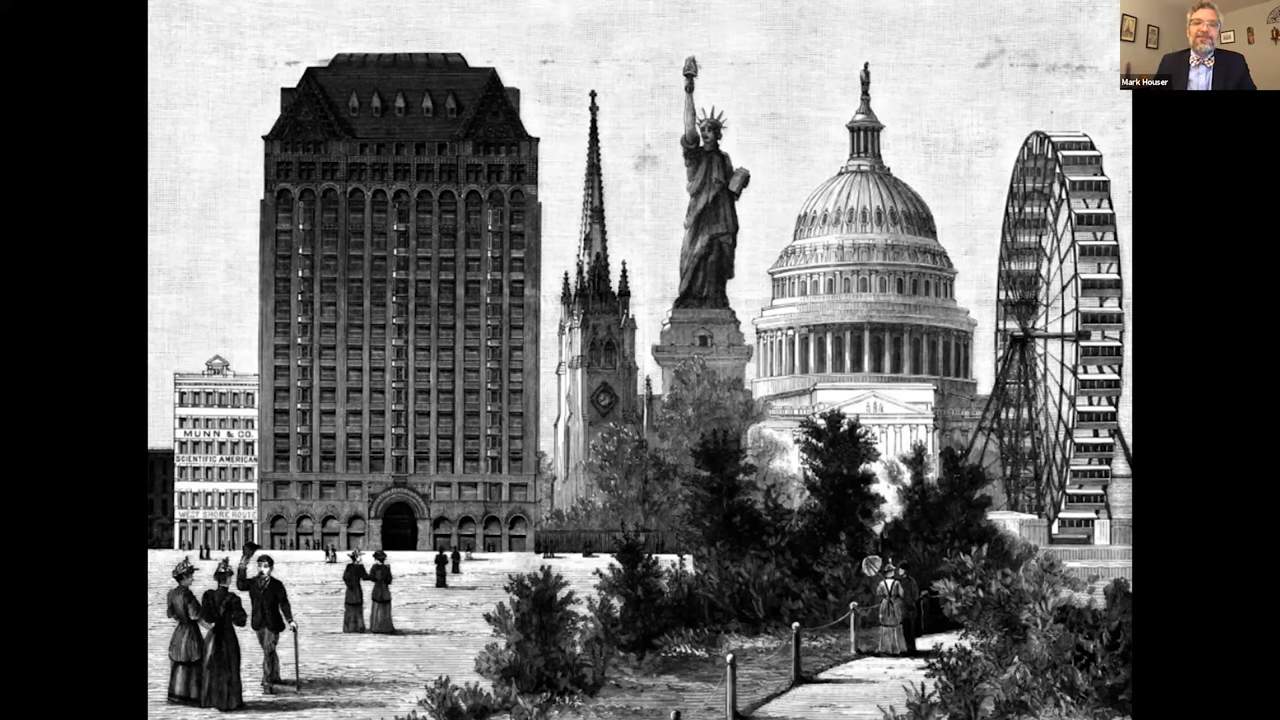 Mark Houser
MUNN & CO.
SCIENTIFIC AMERICAN
WEST SHORE ROUTE